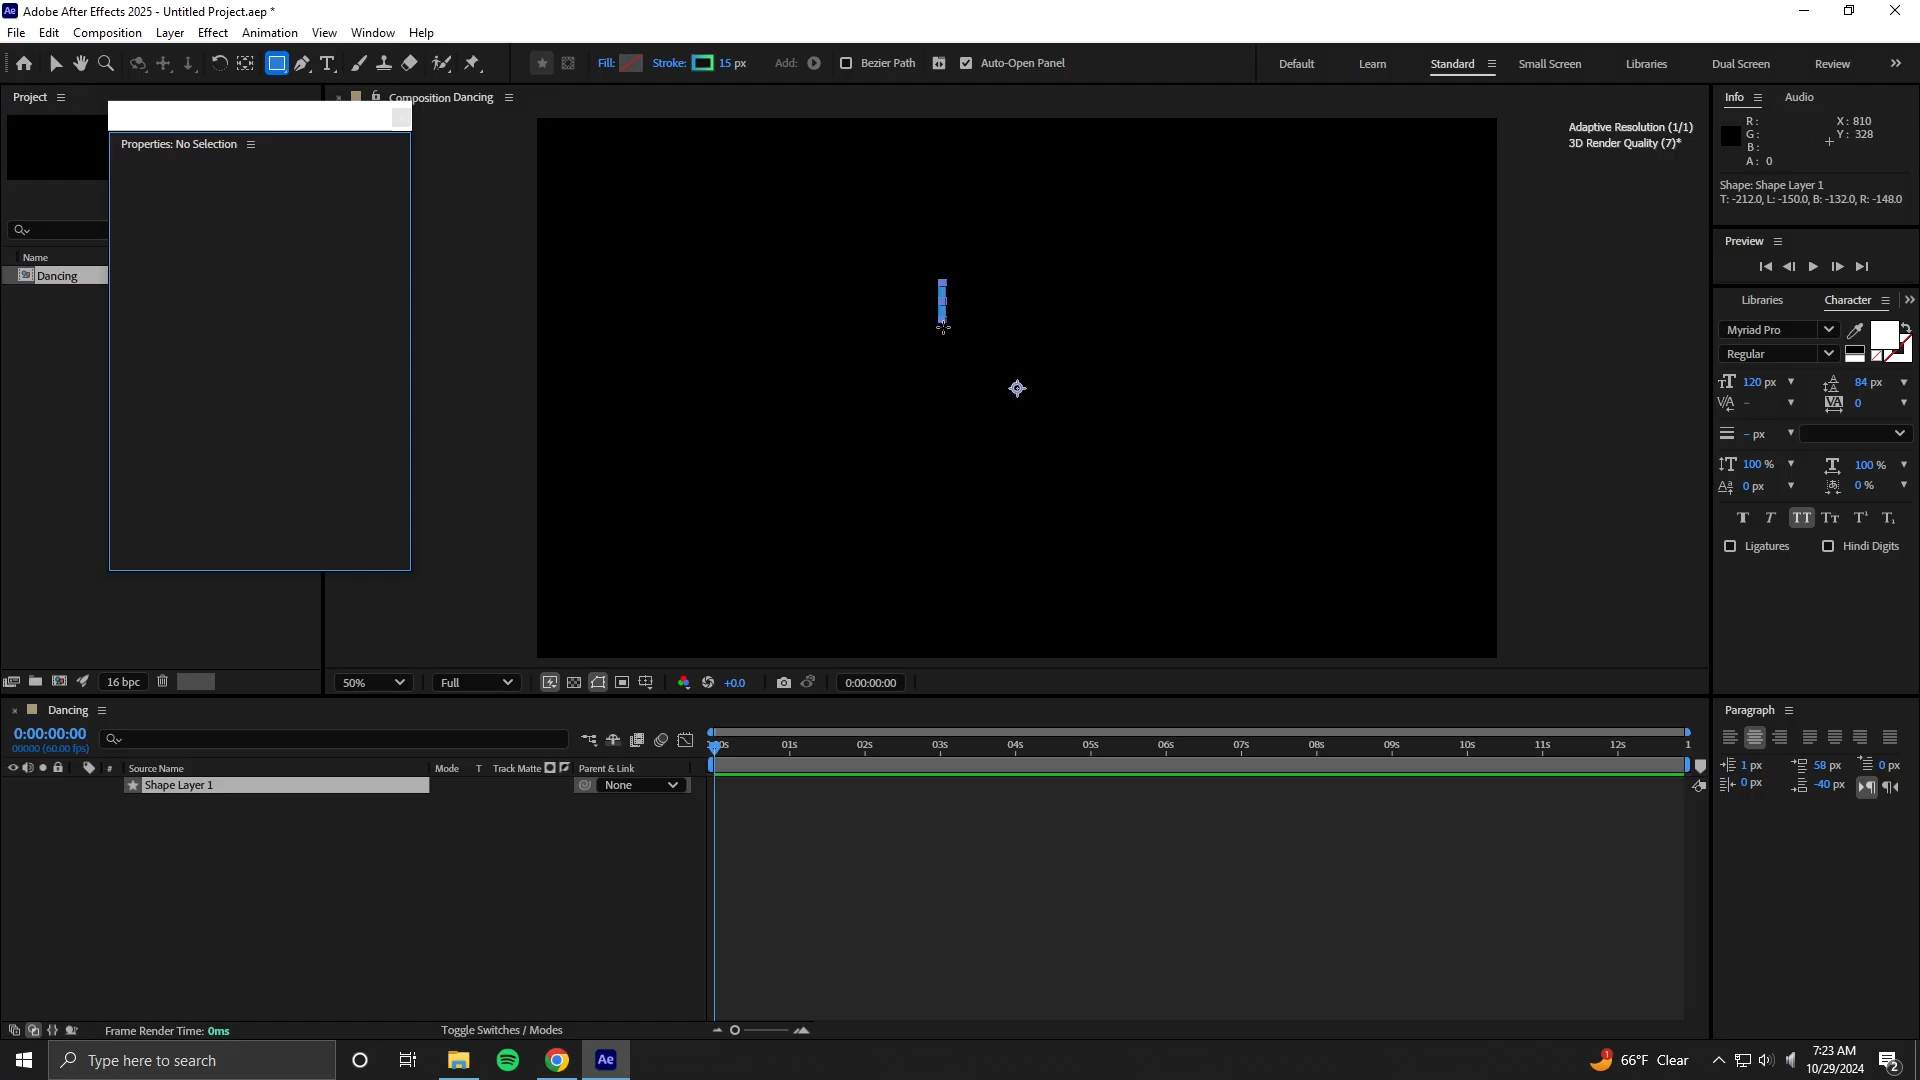 Ae Adobe After Effects 2025 - Untitled Project.aep *
File Edit Composition Layer Effect Animation View Window Help
Fill: Stroke: 15 px Add: Bezier Path Auto-Open Panel Default Learn Standard Small Screen Libraries Dual Screen Review
Project
Properties: No Selection
Name
Dancing
Composition Dancing
Adaptive Resolution (1/1)
3D Render Quality (7)*
Info Audio
R: X: 810
G: Y: 328
B:
A: 0
Shape: Shape Layer 1
T: -212.0, L: -150.0, B: -132.0, R: -148.0
Preview
Libraries Character
Myriad Pro
Regular
120 px 84 px
– 0
– px
100 % 100 %
0 px 0 %
Ligatures Hindi Digits
16 bpc 50% Full +0.0 0:00:00:00
Dancing
0:00:00:00
00000 (60.00 fps)
01s 02s 03s 04s 05s 06s 07s 08s 09s 10s 11s 12s 1
# Source Name Mode T Track Matte Parent & Link
Shape Layer 1 None
Paragraph
1 px 58 px 0 px
0 px -40 px
Frame Render Time: 0ms Toggle Switches / Modes
Type here to search Ae 1 66°F Clear 7:23 AM
10/29/2024 2